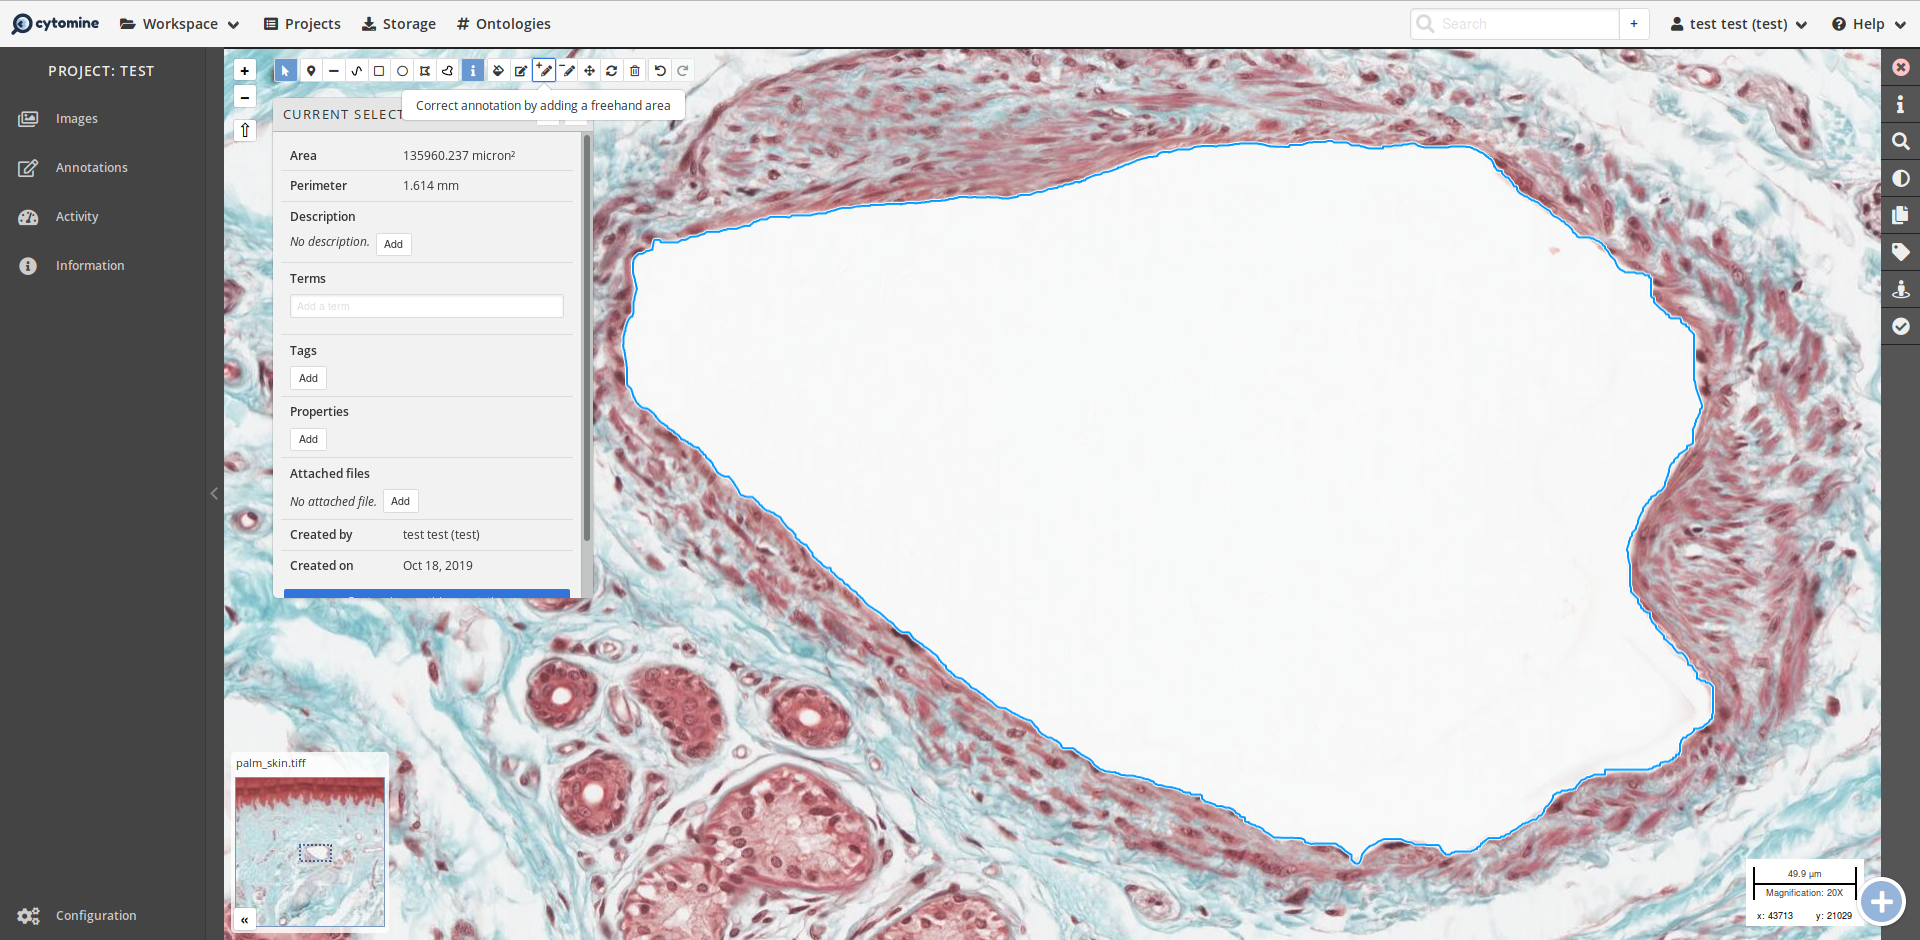 cytomine
Workspace
Projects
Storage
Ontologies
Search
+
test test (test)
Help
PROJECT: TEST
Images
Annotations
Activity
Information
Configuration
+
−
Correct annotation by adding a freehand area
CURRENT SELECT
Area 135960.237 micron²
Perimeter 1.614 mm
Description
No description. Add
Terms
Add a term
Tags
Add
Properties
Add
Attached files
No attached file. Add
Created by test test (test)
Created on Oct 18, 2019
palm_skin.tiff
«
49.9 µm
Magnification: 20X
x: 43713 y: 21029